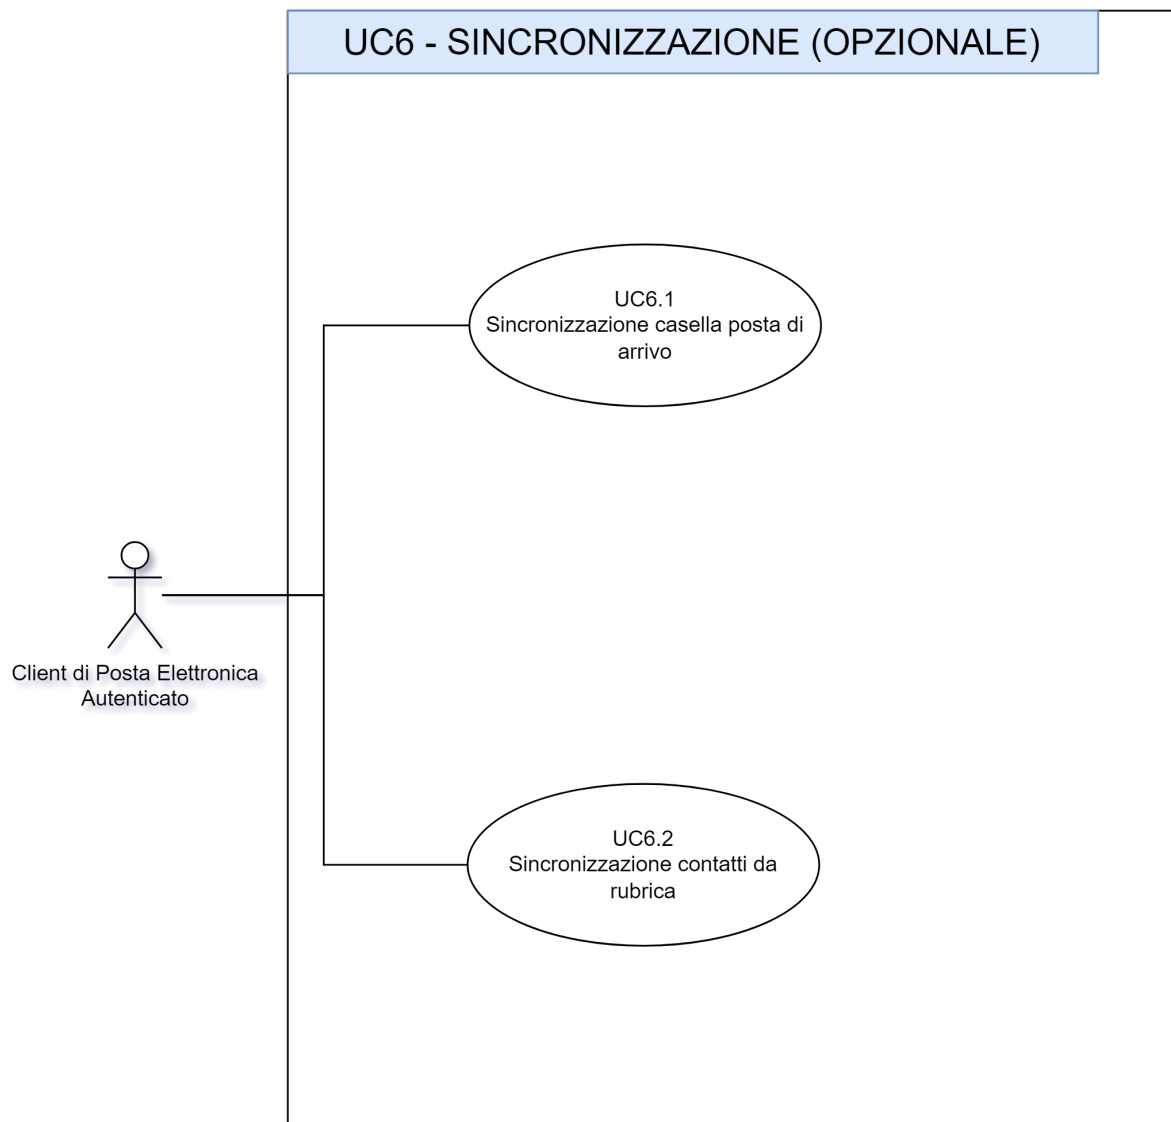 UC6 - SINCRONIZZAZIONE (OPZIONALE)
UC6.1
Sincronizzazione casella posta di
arrivo
Client di Posta Elettronica
Autenticato
UC6.2
Sincronizzazione contatti da
rubrica